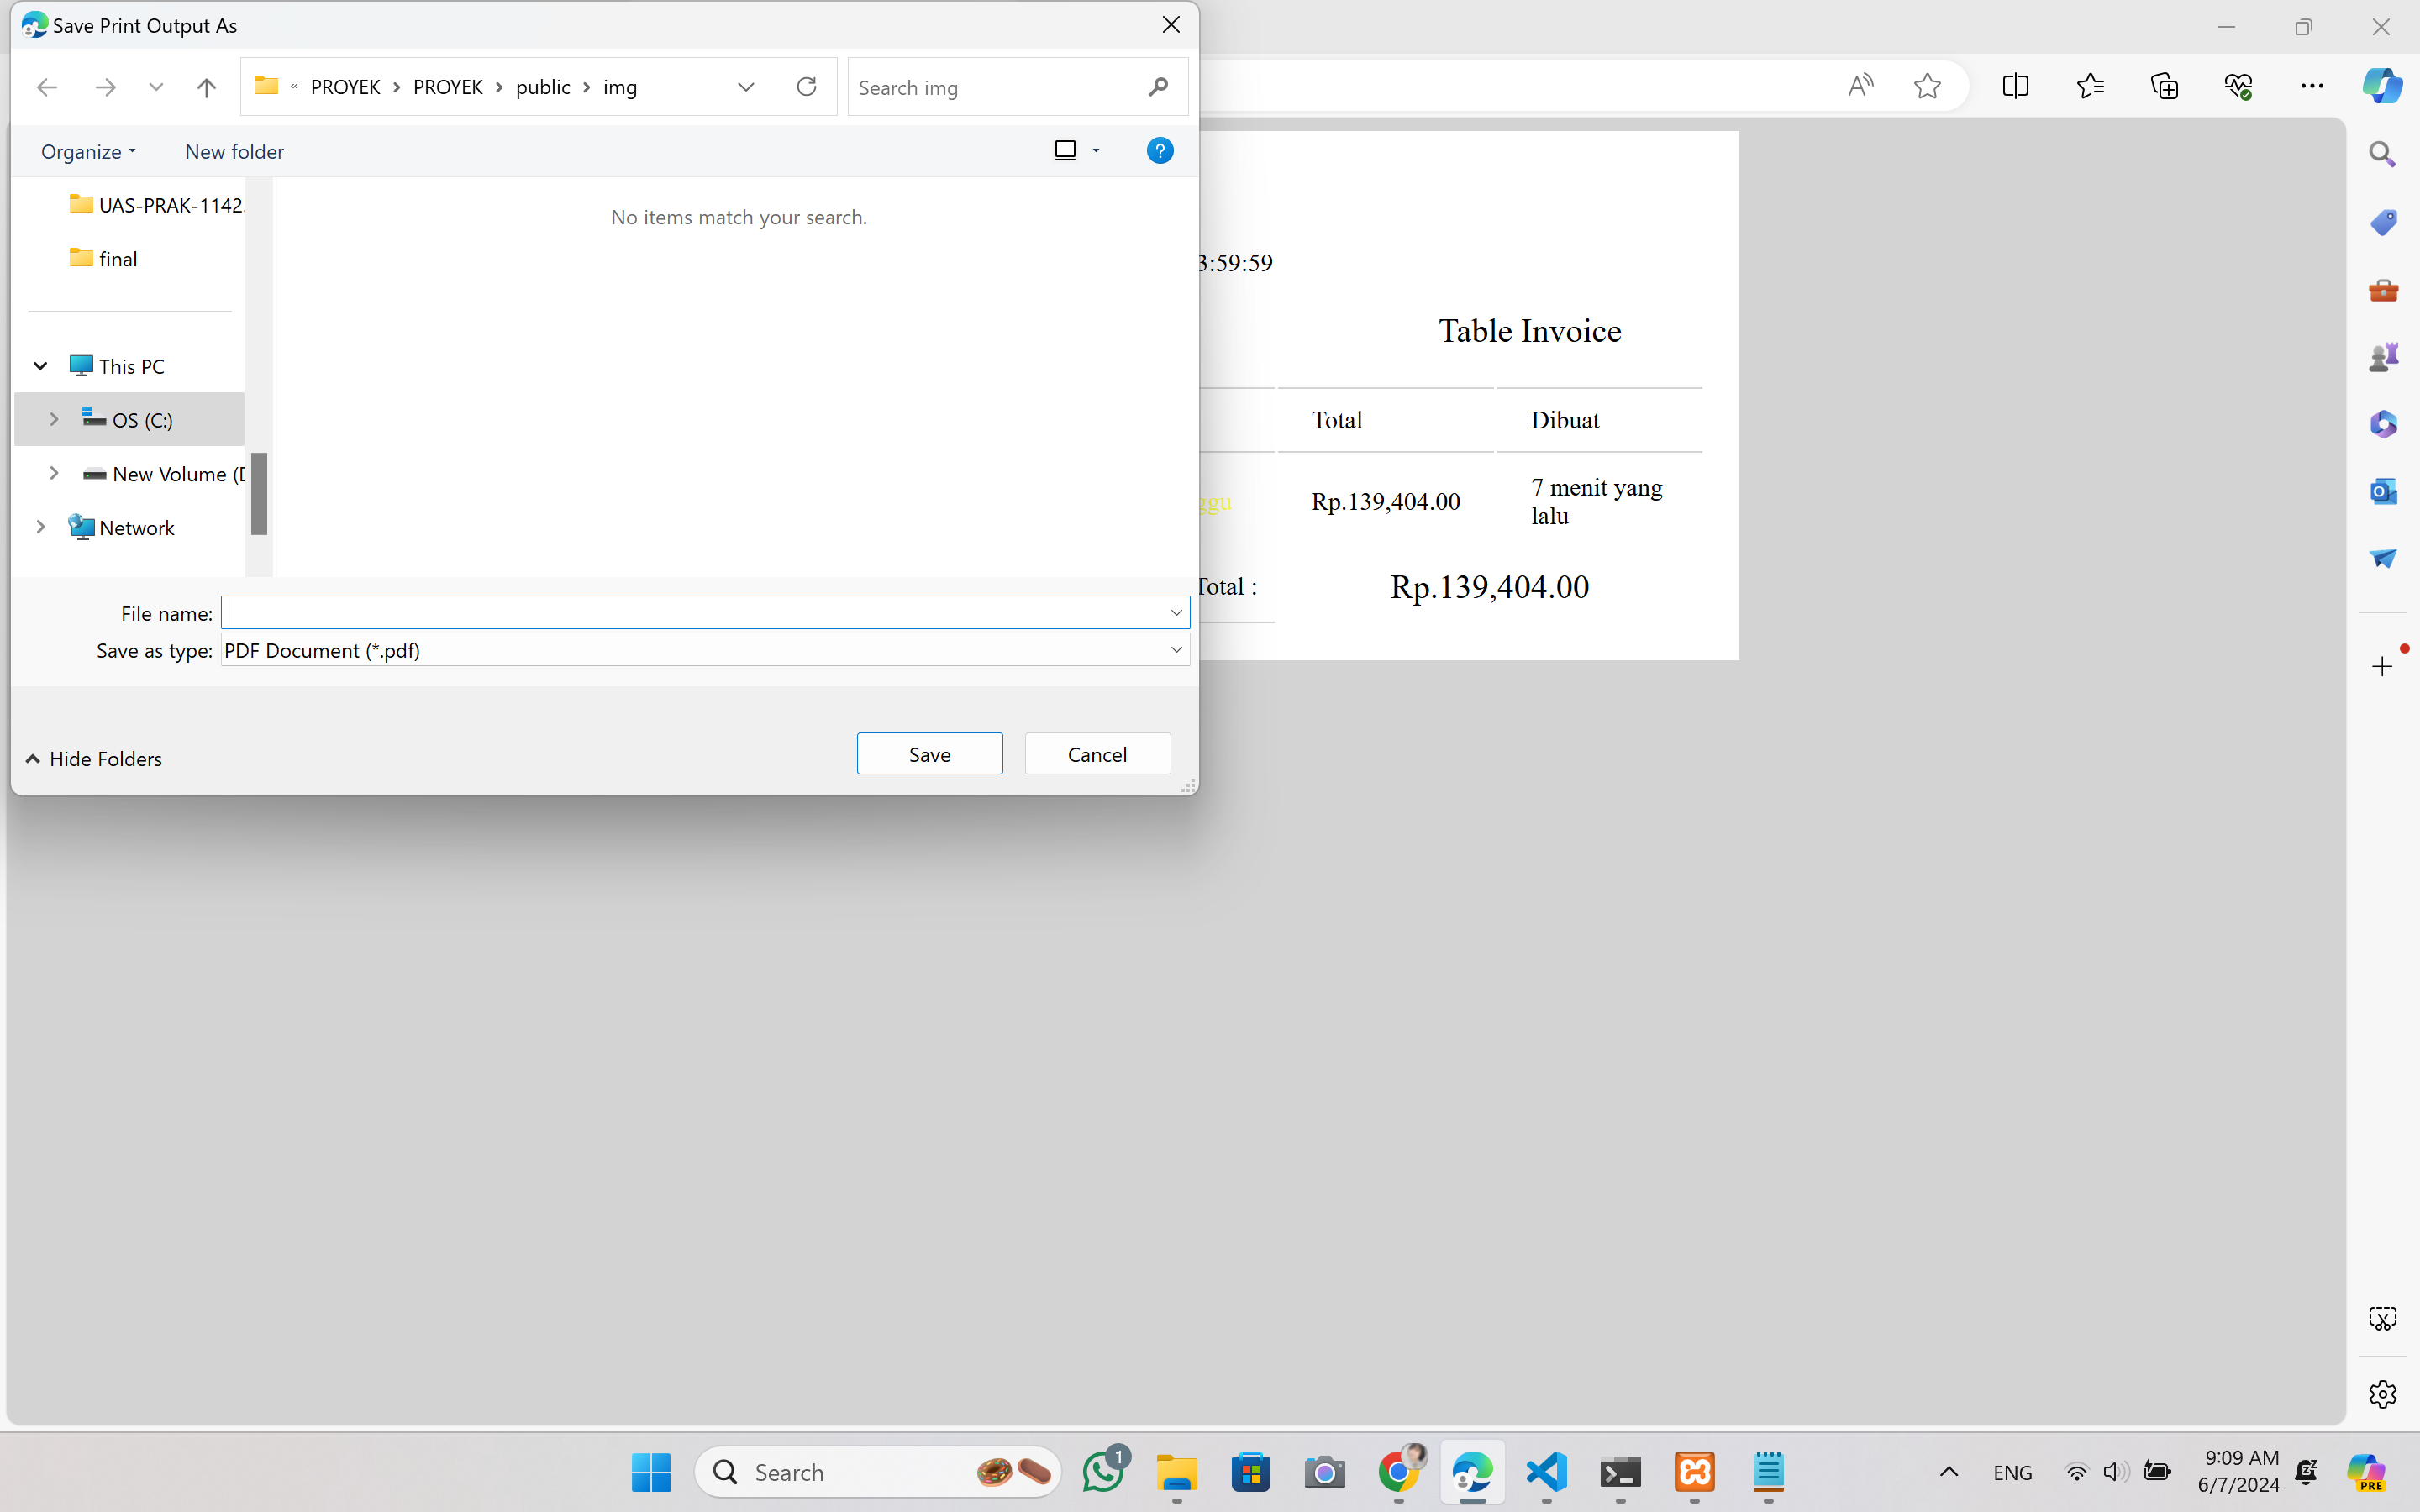 Save Print Output As
« PROYEK > PROYEK > public > img
Search img
Organize
New folder
UAS-PRAK-1142
final
This PC
OS (C:)
New Volume (
Network
No items match your search.
File name:
Save as type: PDF Document (*.pdf)
Hide Folders
Save
Cancel
3:59:59
Table Invoice
Total
Dibuat
ggu
Rp.139,404.00
7 menit yang
lalu
Total :
Rp.139,404.00
Search
1
ENG
9:09 AM
6/7/2024
PRE